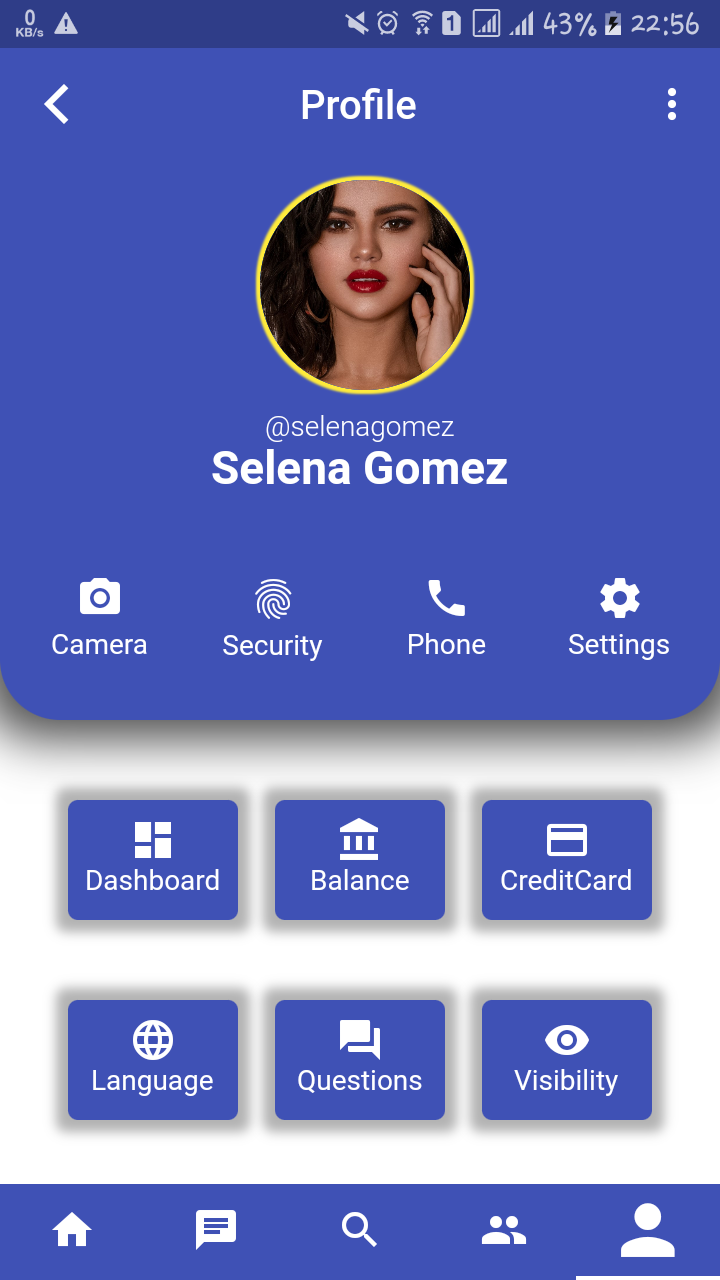 0
KB/s
1
43%
22:56
Profile
@selenagomez
Selena Gomez
Camera
Security
Phone
Settings
Dashboard
Balance
CreditCard
Language
Questions
Visibility